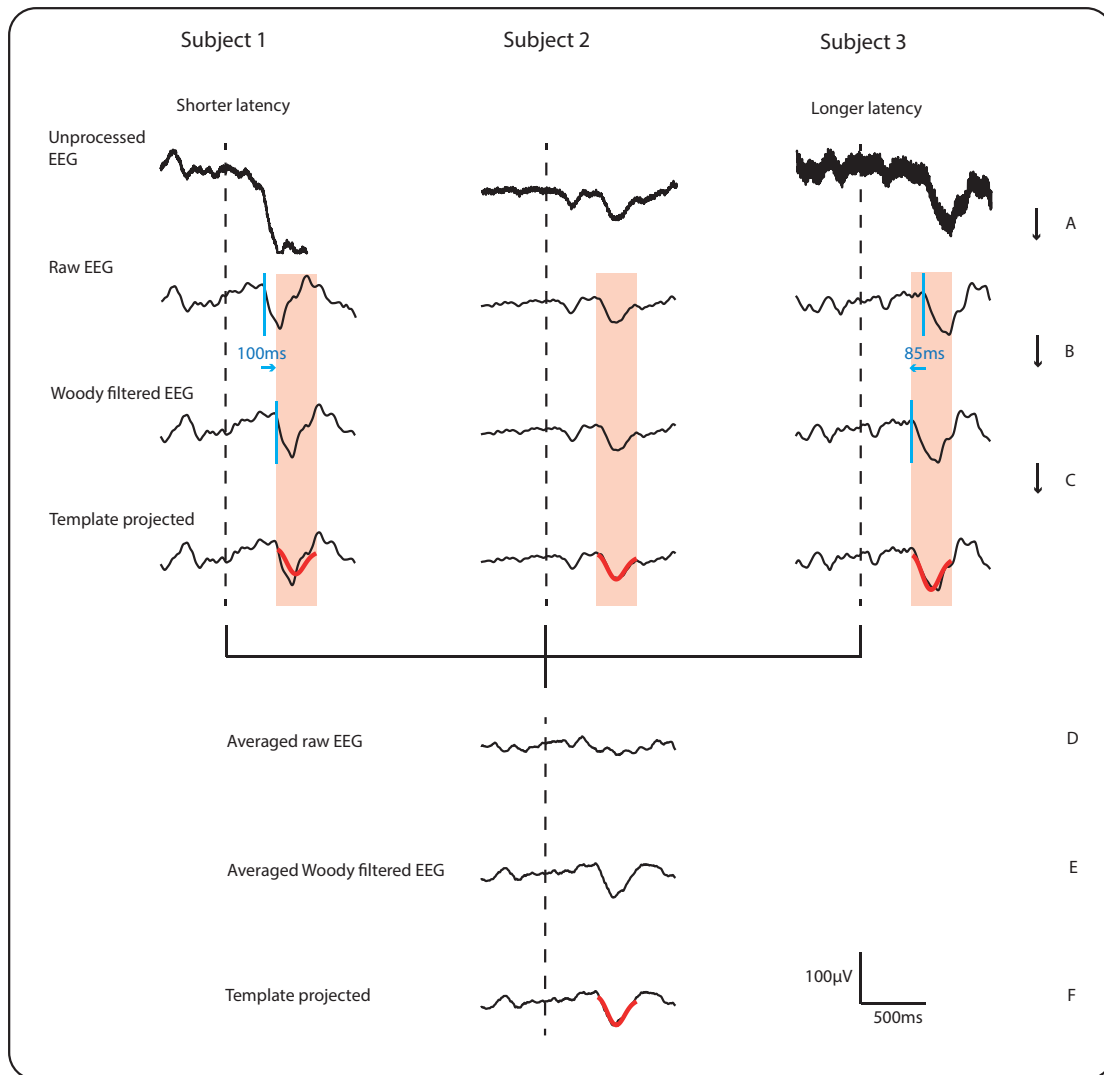 Subject 1
Subject 2
Subject 3
Shorter latency
Longer latency
Unprocessed
EEG
A
Raw EEG
100ms
85ms
B
Woody filtered EEG
C
Template projected
Averaged raw EEG
D
Averaged Woody filtered EEG
E
Template projected
100µV
500ms
F